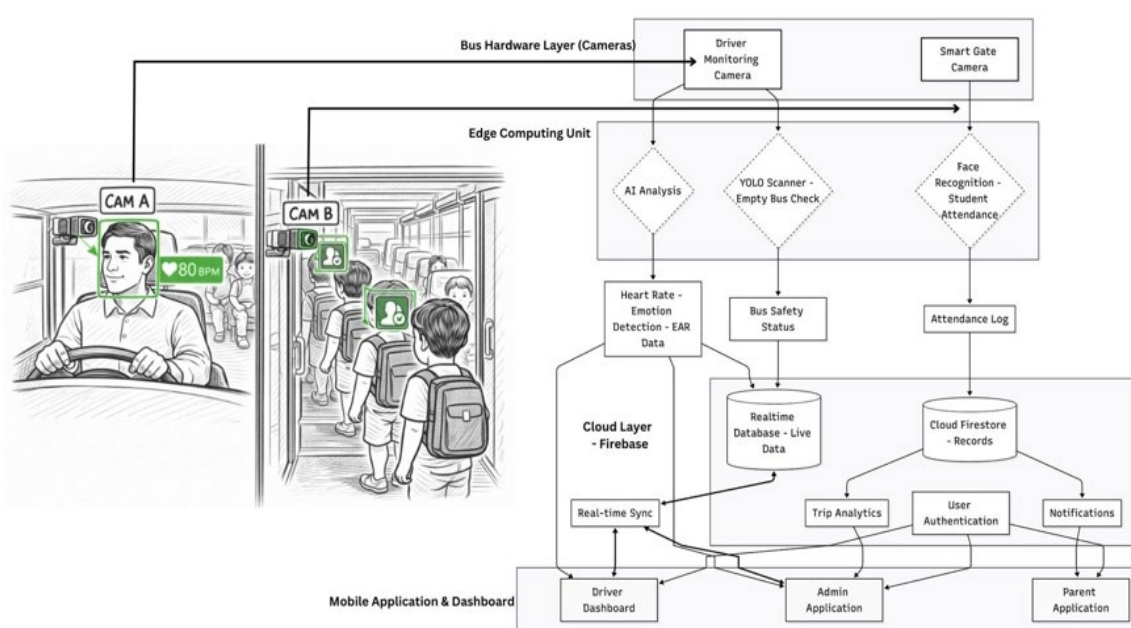 Bus Hardware Layer (Cameras)
Driver
Monitoring
Camera
Smart Gate
Camera
Edge Computing Unit
AI Analysis
YOLO Scanner -
Empty Bus Check
Face
Recognition -
Student
Attendance
CAM A
80 BPM
CAM B
Heart Rate -
Emotion
Detection - EAR
Data
Bus Safety
Status
Attendance Log
Cloud Layer
- Firebase
Realtime
Database - Live
Data
Cloud Firestore
- Records
Real-time Sync
Trip Analytics
User
Authentication
Notifications
Mobile Application & Dashboard
Driver
Dashboard
Admin
Application
Parent
Application